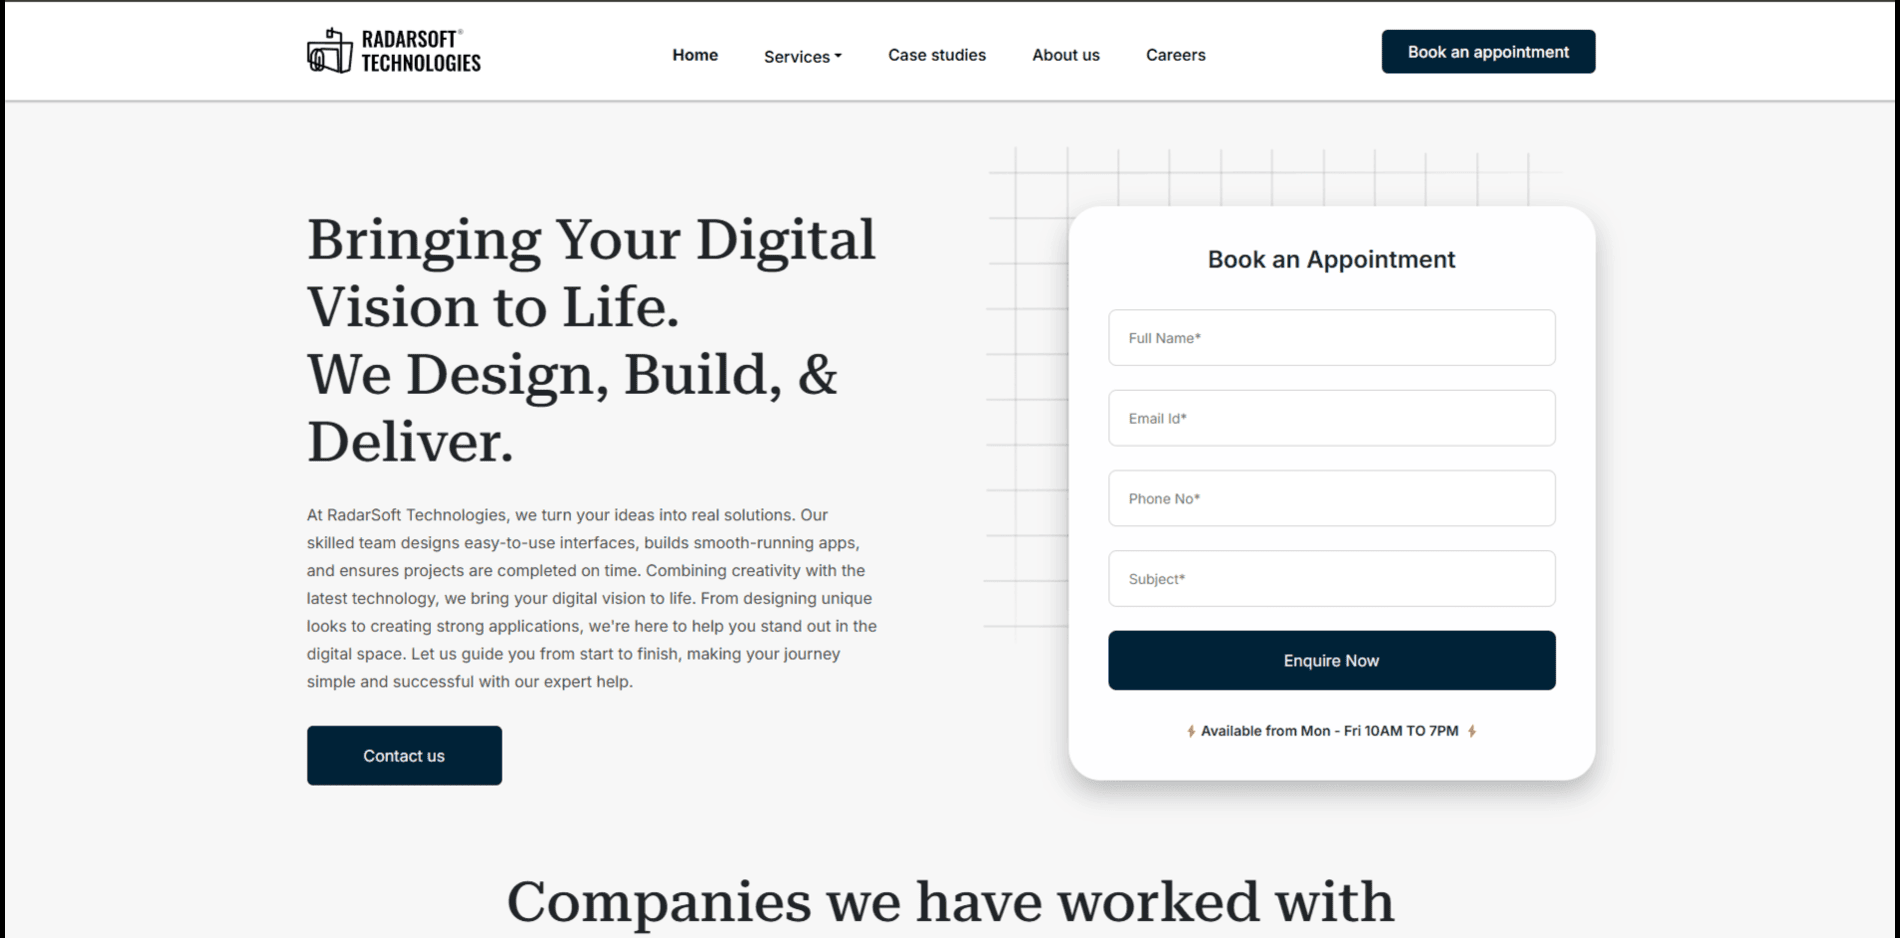 RADARSOFT®
TECHNOLOGIES
Home
Services
Case studies
About us
Careers
Book an appointment
Bringing Your Digital
Vision to Life.
We Design, Build, &
Deliver.
At RadarSoft Technologies, we turn your ideas into real solutions. Our
skilled team designs easy-to-use interfaces, builds smooth-running apps,
and ensures projects are completed on time. Combining creativity with the
latest technology, we bring your digital vision to life. From designing unique
looks to creating strong applications, we're here to help you stand out in the
digital space. Let us guide you from start to finish, making your journey
simple and successful with our expert help.
Contact us
Book an Appointment
Full Name*
Email Id*
Phone No*
Subject*
Enquire Now
Available from Mon - Fri 10AM TO 7PM
Companies we have worked with